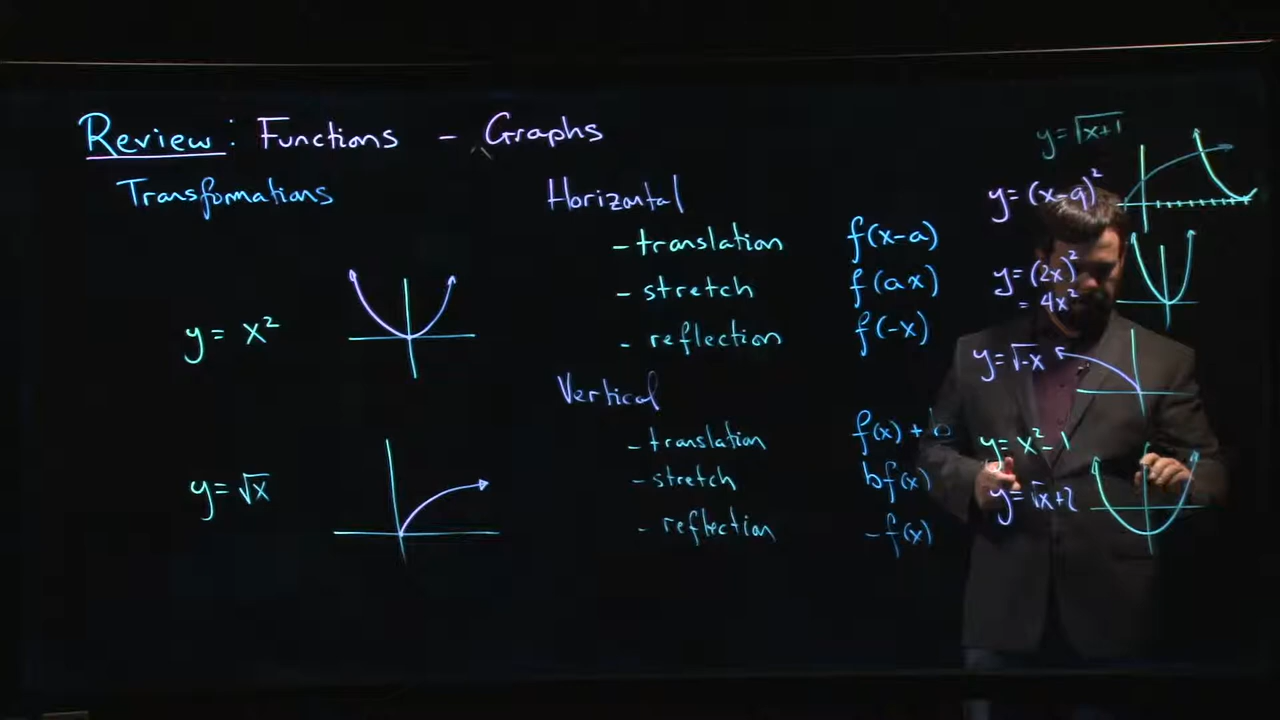 Review: Functions - Graphs
Transformations
y = x²
y = √x
Horizontal
- translation f(x-a)
- stretch f(ax)
- reflection f(-x)
Vertical
- translation f(x) + b
- stretch bf(x)
- reflection -f(x)
y = √x+1
y = (x-9)²
y = (2x)²
= 4x²
y = √-x
y = x² - 1
y = √x+2